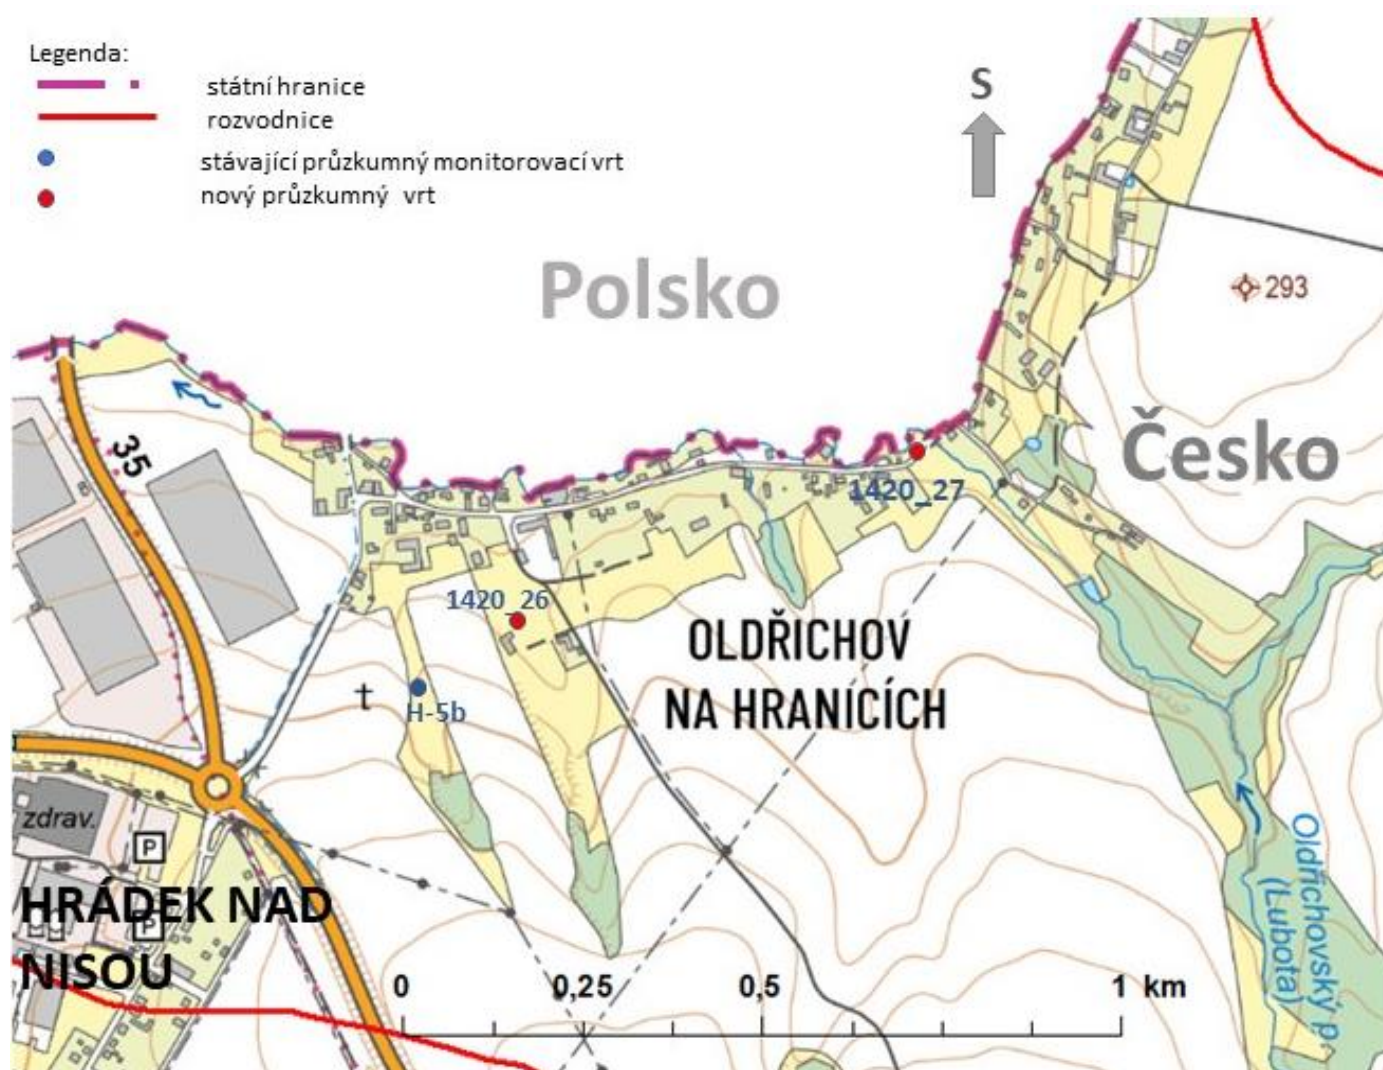 Legenda:
státní hranice
rozvodnice
stávající průzkumný monitorovací vrt
nový průzkumný vrt
S
Polsko
293
Česko
35
1420_27
1420_26
OLDŘICHOV
NA HRANICÍCH
H-5b
zdrav.
P
HRÁDEK NAD
P
NISOU
Oldřichovský p.
(Lubota)
0 0,25 0,5 1 km